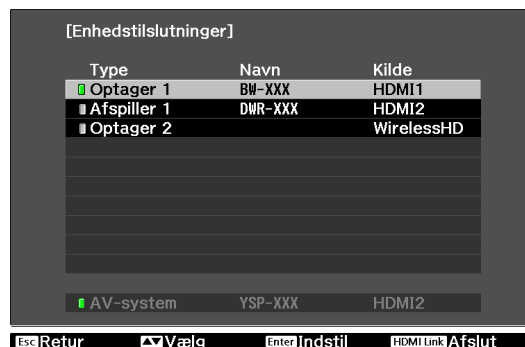 [Enhedstilslutninger]
Type Navn Kilde
Optager 1 BW-XXX HDMI1
Afspiller 1 DWR-XXX HDMI2
Optager 2 WirelessHD
AV-system YSP-XXX HDMI2
Esc Retur Vælg Enter Indstil HDMI Link Afslut